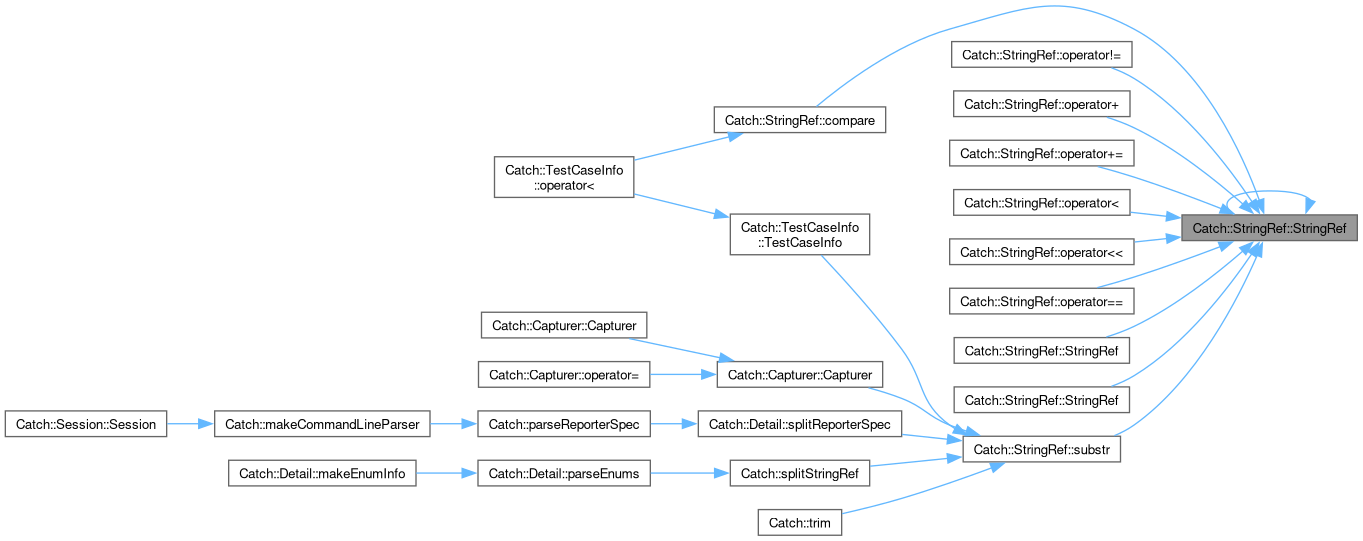 Catch::StringRef::operator!=
Catch::StringRef::operator+
Catch::StringRef::compare
Catch::StringRef::operator+=
Catch::TestCaseInfo
::operator<
Catch::StringRef::operator<
Catch::TestCaseInfo
::TestCaseInfo
Catch::StringRef::StringRef
Catch::StringRef::operator<<
Catch::StringRef::operator==
Catch::Capturer::Capturer
Catch::StringRef::StringRef
Catch::Capturer::operator=
Catch::Capturer::Capturer
Catch::StringRef::StringRef
Catch::Session::Session
Catch::makeCommandLineParser
Catch::parseReporterSpec
Catch::Detail::splitReporterSpec
Catch::StringRef::substr
Catch::Detail::makeEnumInfo
Catch::Detail::parseEnums
Catch::splitStringRef
Catch::trim